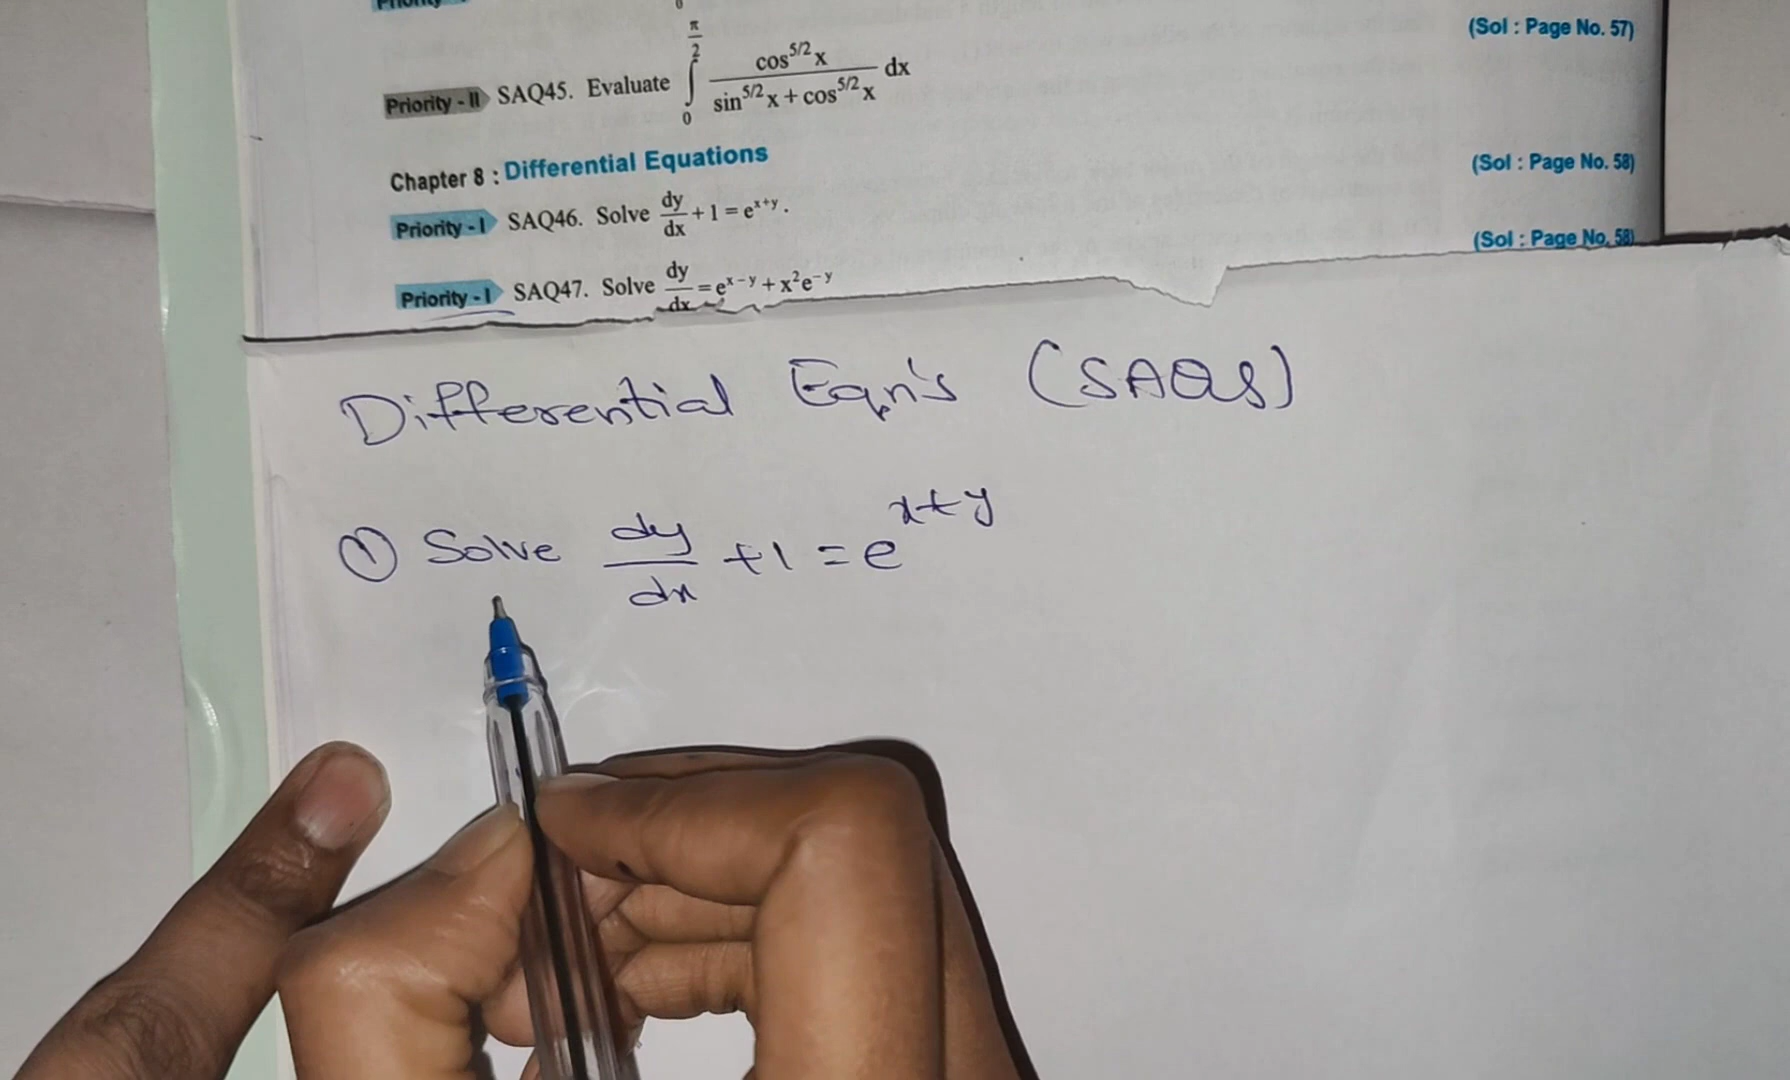 Priority
0
(Sol : Page No. 57)
Priority - II SAQ45. Evaluate ∫₀^(π/2) cos^(5/2) x / (sin^(5/2) x + cos^(5/2) x) dx
Chapter 8 : Differential Equations
(Sol : Page No. 58)
Priority - I SAQ46. Solve dy/dx + 1 = e^(x+y).
(Sol : Page No. 58)
Priority - I SAQ47. Solve dy/dx = e^(x-y) + x²e^(-y)
Differential Eqn's (SAQs)
① Solve dy/dx + 1 = e^(x+y)